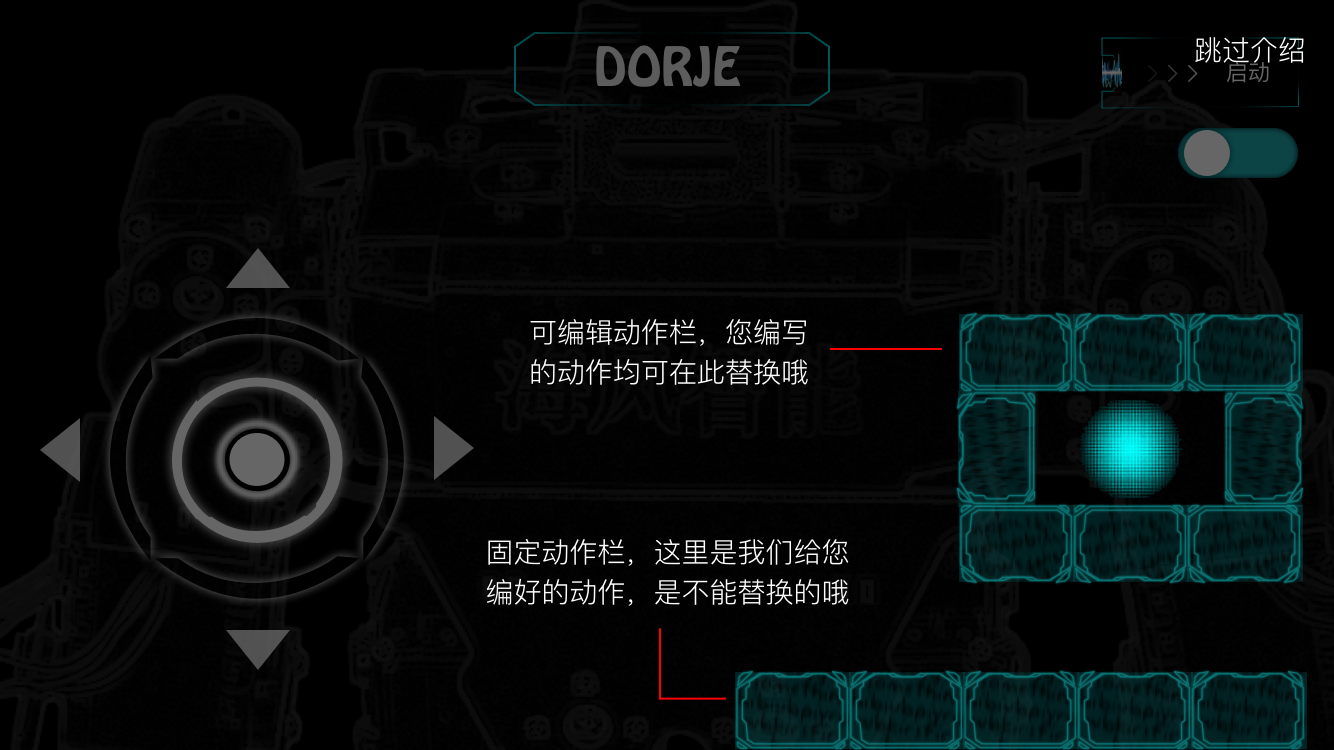 DORJE
跳过介绍
启动
可编辑动作栏，您编写
的动作均可在此替换哦
固定动作栏，这里是我们给您
编好的动作，是不能替换的哦